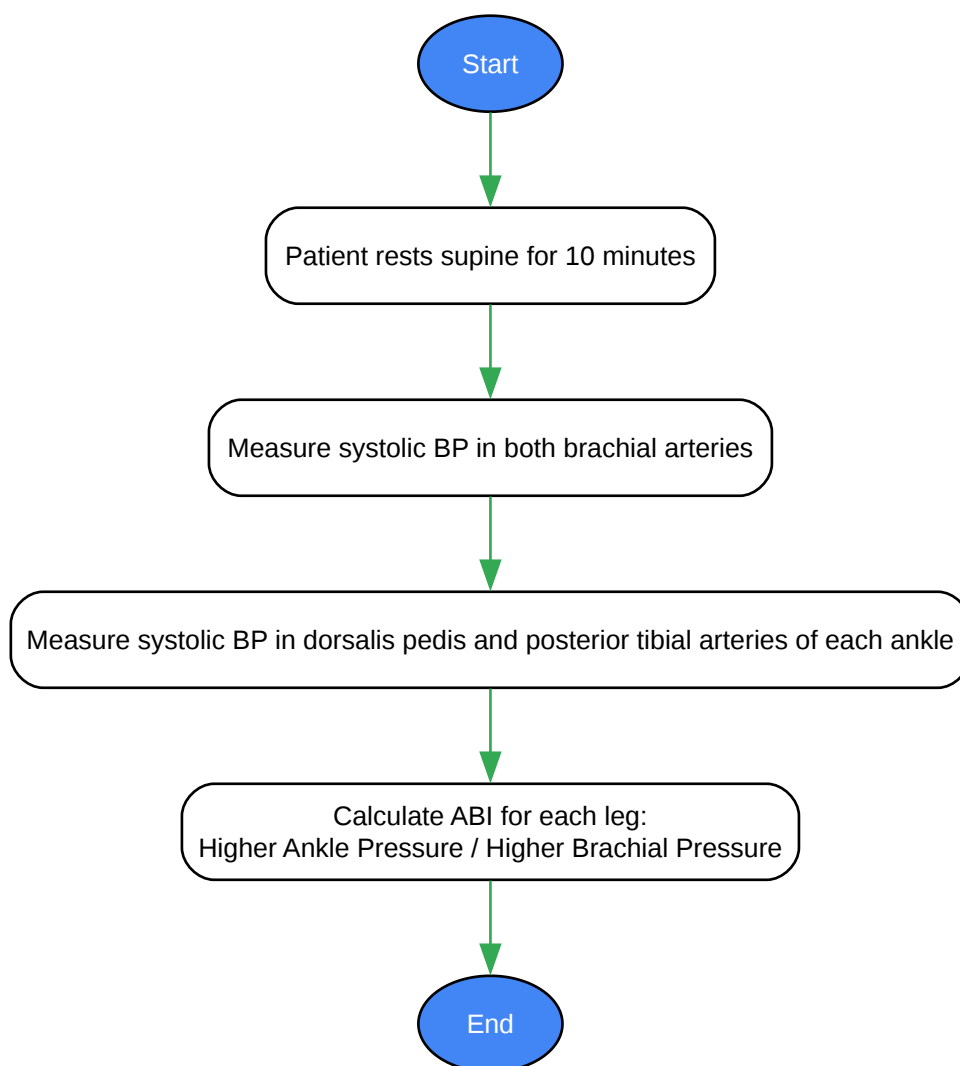 Start
Patient rests supine for 10 minutes
Measure systolic BP in both brachial arteries
Measure systolic BP in dorsalis pedis and posterior tibial arteries of each ankle
Calculate ABI for each leg:
Higher Ankle Pressure / Higher Brachial Pressure
End